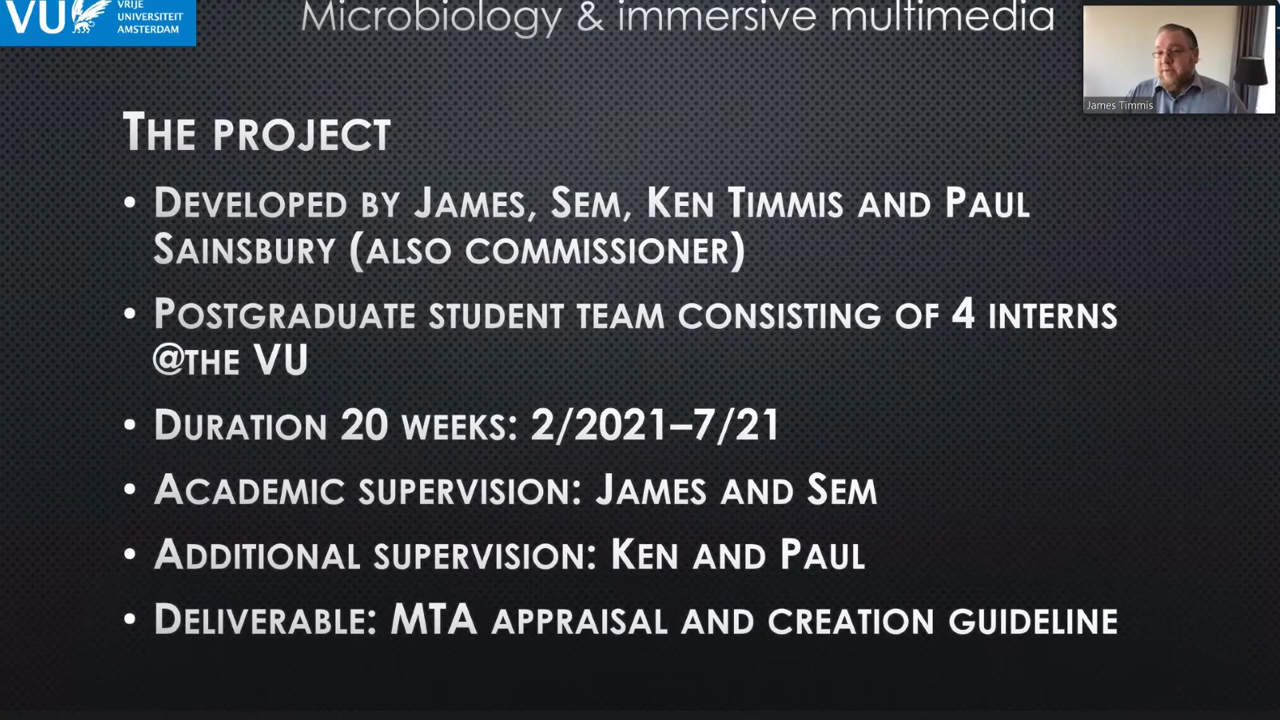 VU
VRIJE
UNIVERSITEIT
AMSTERDAM
Microbiology & immersive multimedia
James Timmis
THE PROJECT
• DEVELOPED BY JAMES, SEM, KEN TIMMIS AND PAUL
SAINSBURY (ALSO COMMISSIONER)
• POSTGRADUATE STUDENT TEAM CONSISTING OF 4 INTERNS
@THE VU
• DURATION 20 WEEKS: 2/2021–7/21
• ACADEMIC SUPERVISION: JAMES AND SEM
• ADDITIONAL SUPERVISION: KEN AND PAUL
• DELIVERABLE: MTA APPRAISAL AND CREATION GUIDELINE